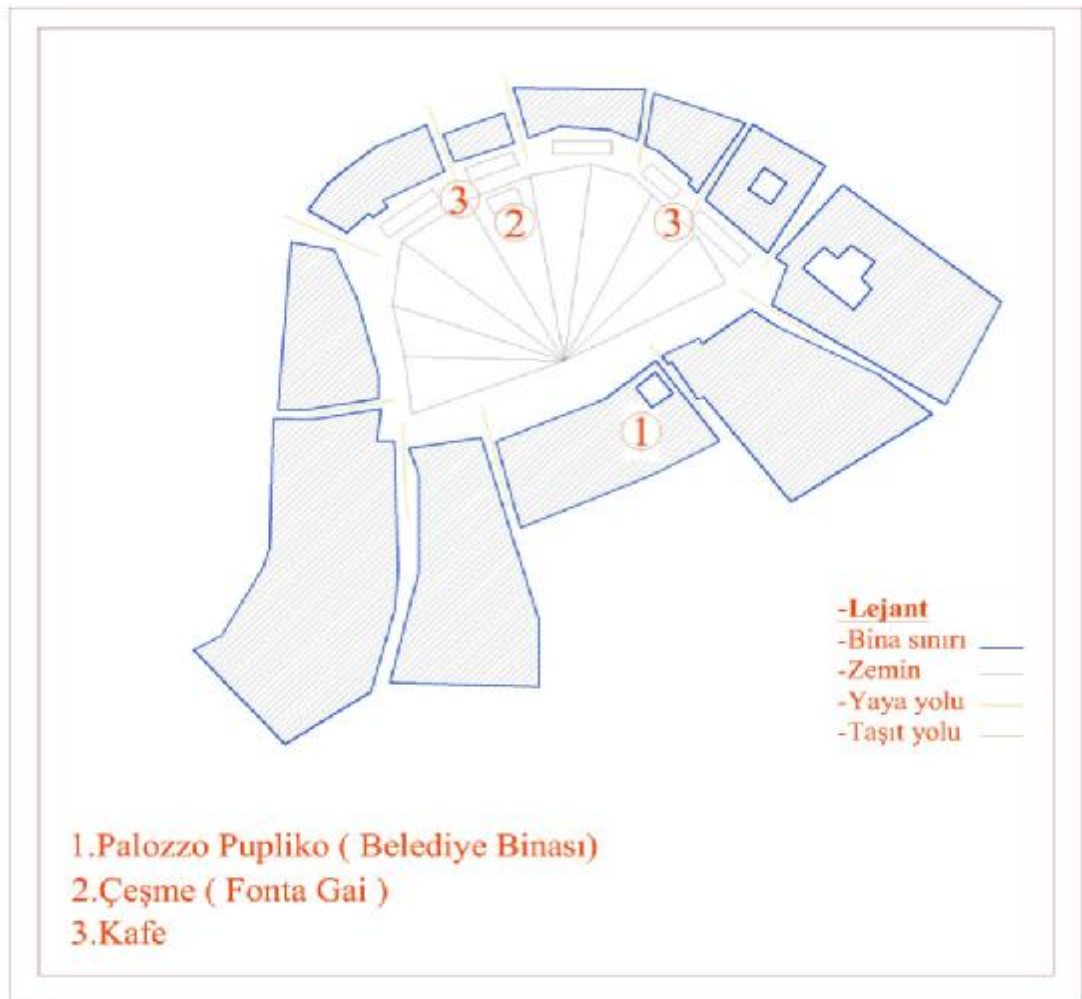 3
2
3
1
-Lejant
-Bina sınırı
-Zemin
-Yaya yolu
-Taşıt yolu
1.Palozzo Pupliko ( Belediye Binası)
2.Çeşme ( Fonta Gai )
3.Kafe